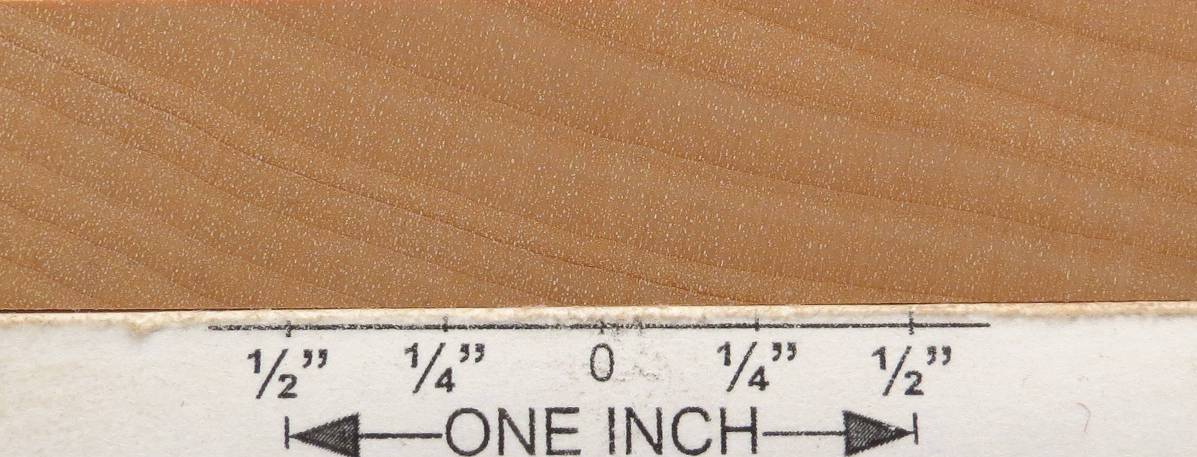 ½” ¼” 0 ¼” ½”
ONE INCH